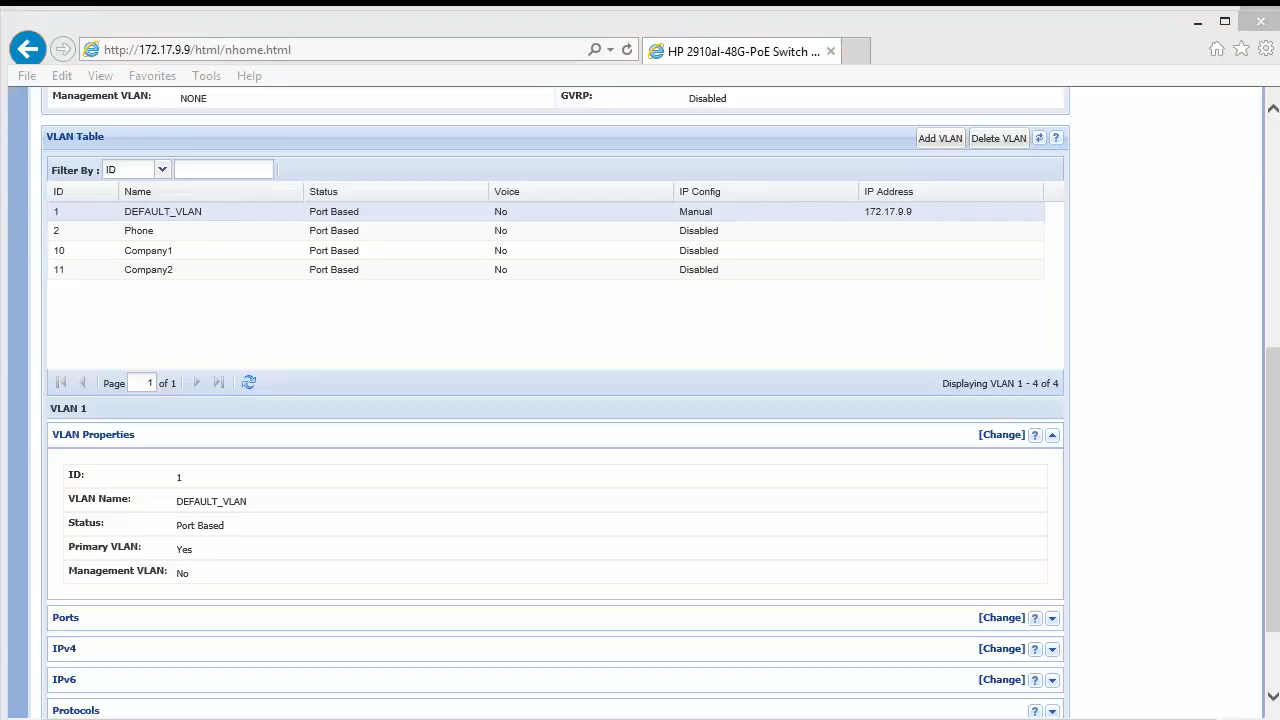 http://172.17.9.9/html/nhome.html
HP 2910al-48G-PoE Switch ...
File Edit View Favorites Tools Help
Management VLAN: NONE GVRP: Disabled
VLAN Table Add VLAN Delete VLAN ?
Filter By : ID
ID Name Status Voice IP Config IP Address
1 DEFAULT_VLAN Port Based No Manual 172.17.9.9
2 Phone Port Based No Disabled
10 Company1 Port Based No Disabled
11 Company2 Port Based No Disabled
Page 1 of 1 Displaying VLAN 1 - 4 of 4
VLAN 1
VLAN Properties [Change] ?
ID: 1
VLAN Name: DEFAULT_VLAN
Status: Port Based
Primary VLAN: Yes
Management VLAN: No
Ports [Change] ?
IPv4 [Change] ?
IPv6 [Change] ?
Protocols ?